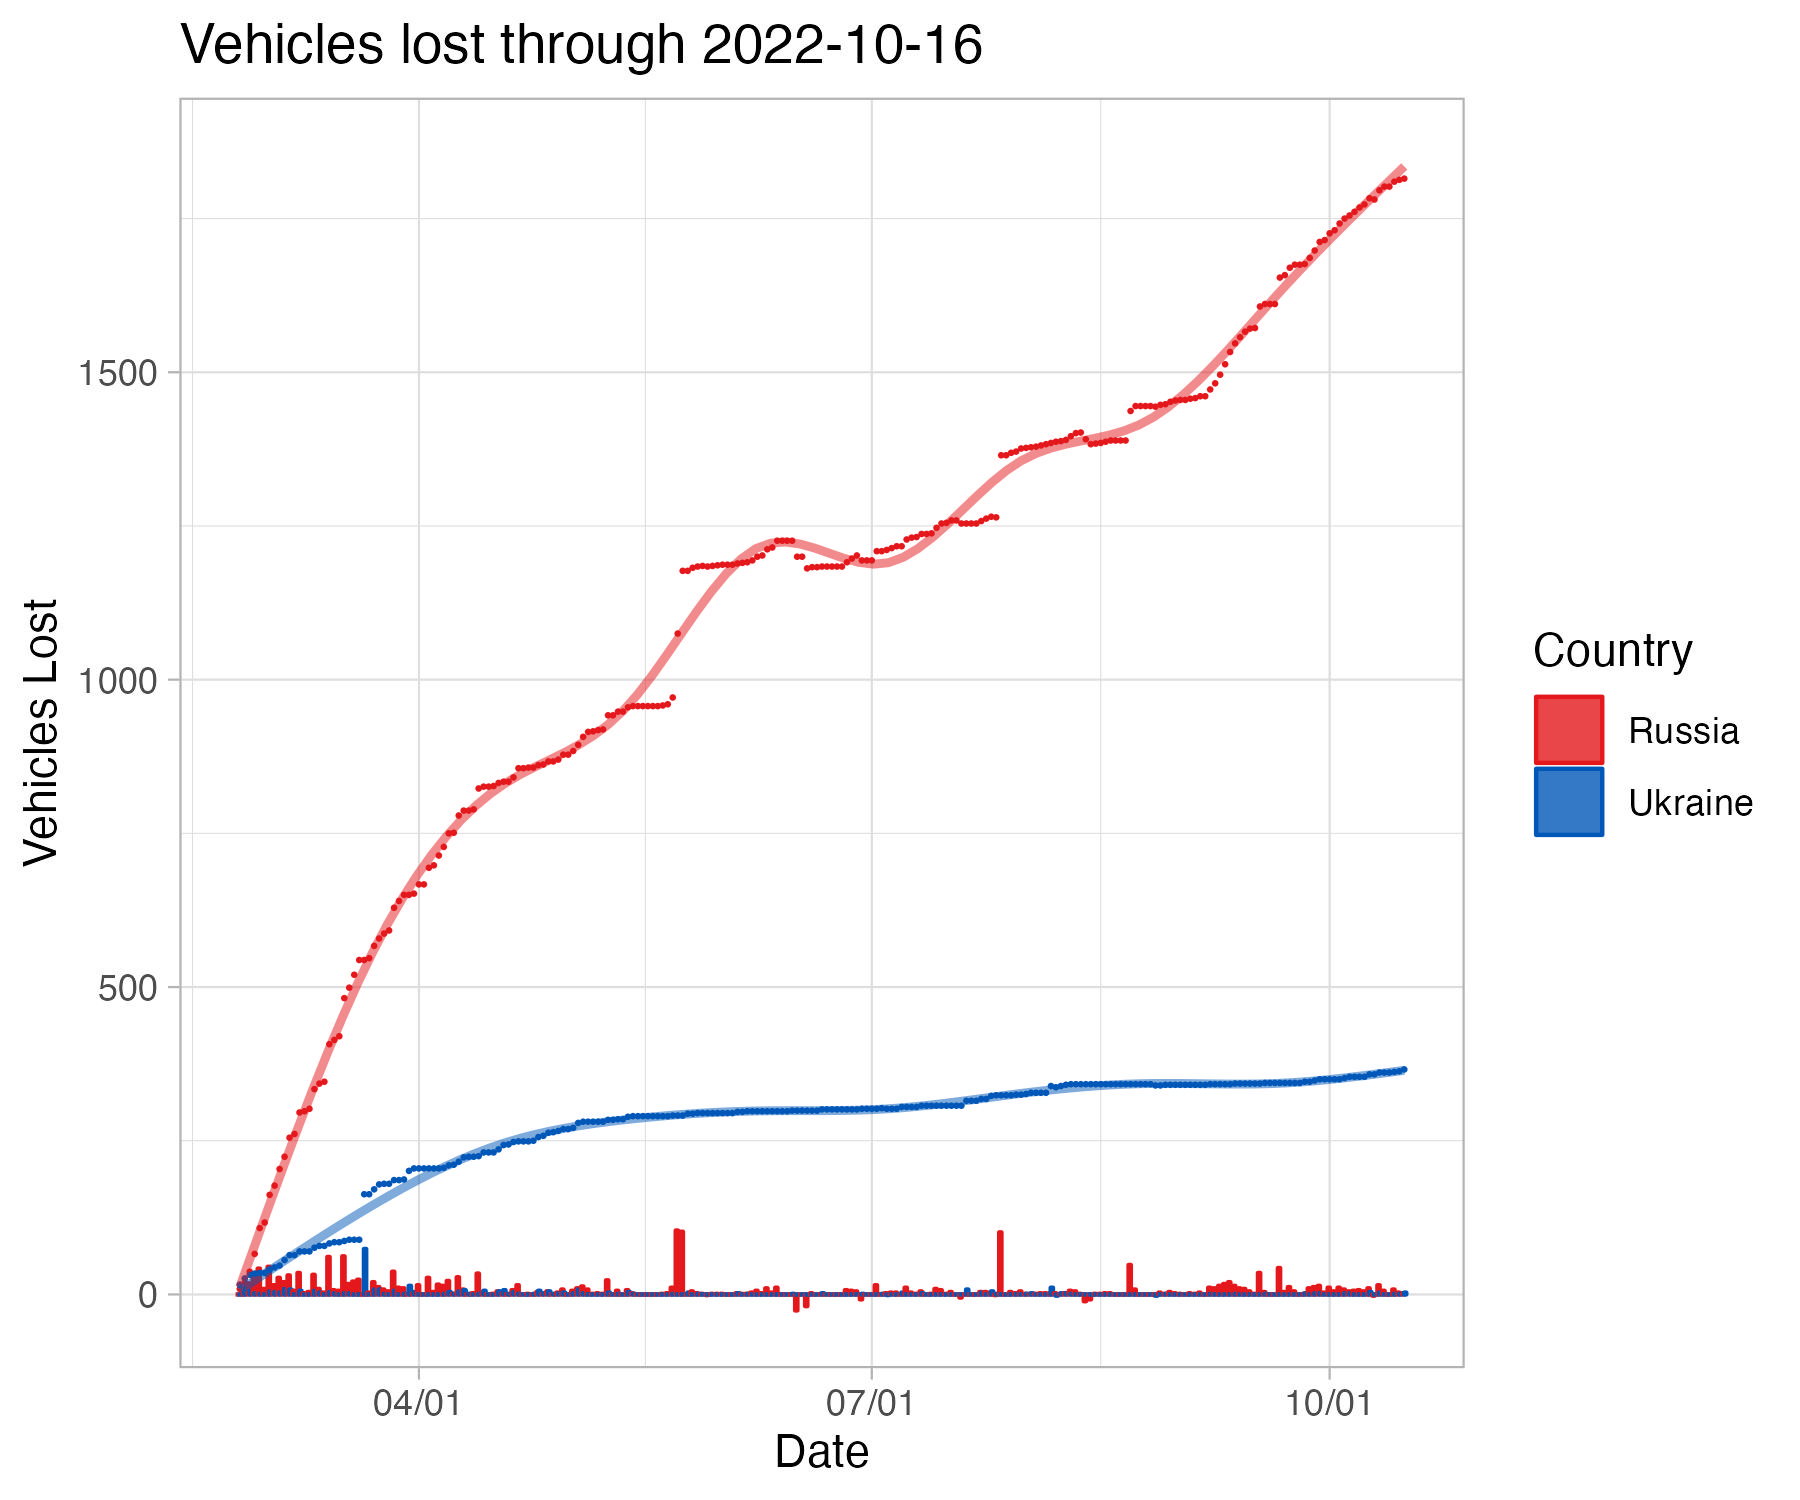 Vehicles lost through 2022-10-16
Vehicles Lost
1500
1000
500
0
04/01
07/01
10/01
Date
Country
Russia
Ukraine